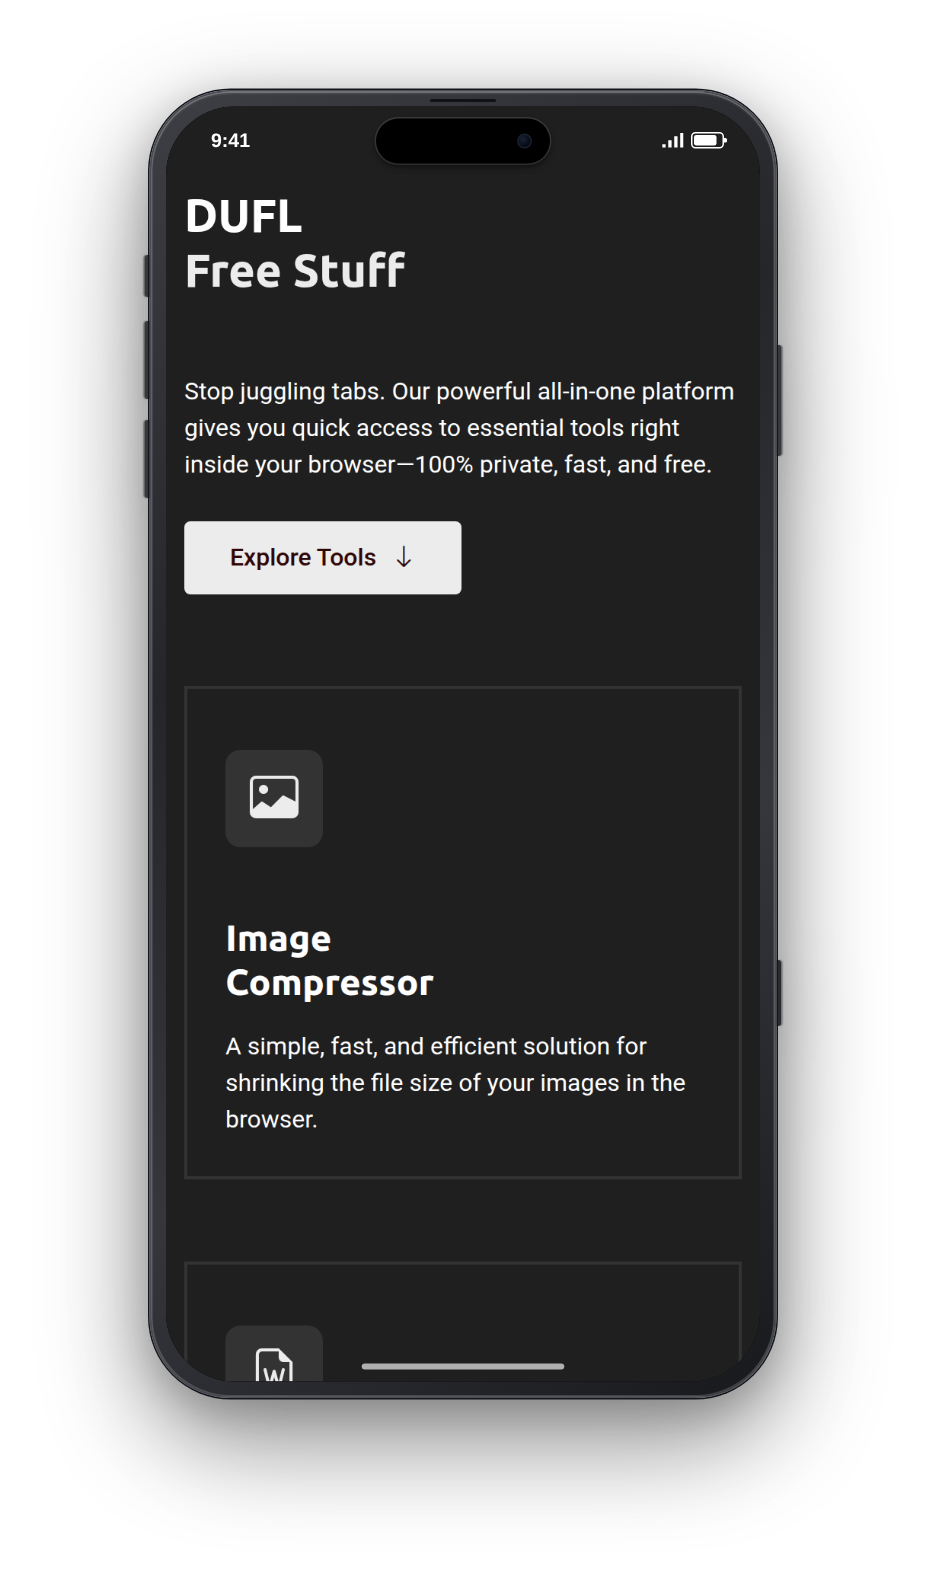 9:41
DUFL
Free Stuff
Stop juggling tabs. Our powerful all-in-one platform
gives you quick access to essential tools right
inside your browser—100% private, fast, and free.
Explore Tools ↓
Image
Compressor
A simple, fast, and efficient solution for
shrinking the file size of your images in the
browser.
W